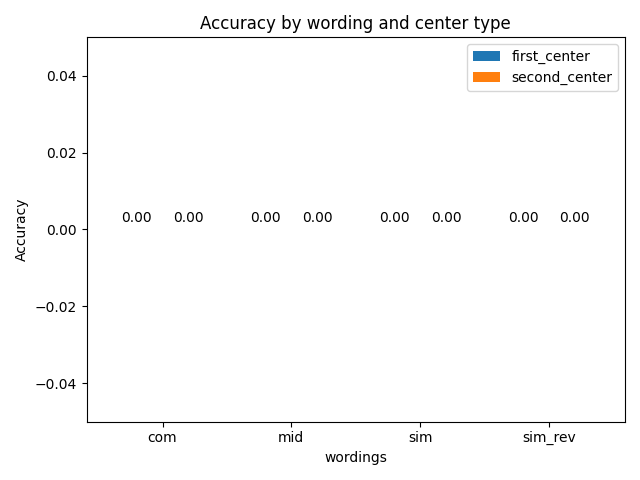 Accuracy by wording and center type
first_center
second_center
0.04
0.02
0.00
−0.02
−0.04
Accuracy
0.00 0.00 0.00 0.00 0.00 0.00 0.00 0.00
com mid sim sim_rev
wordings